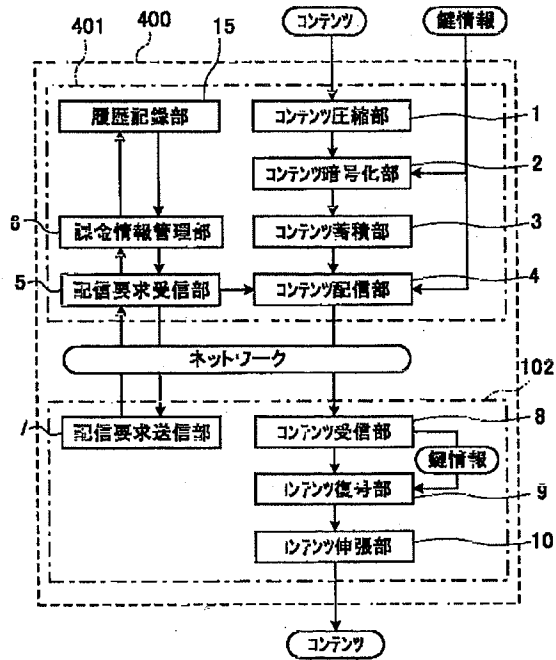 コンテンツ
鍵情報
401
400
15
履歴記録部
コンテンツ圧縮部
1
コンテンツ暗号化部
2
6
課金情報管理部
コンテンツ蓄積部
3
5
配信要求受信部
コンテンツ配信部
4
ネットワーク
102
7
配信要求送信部
コンテンツ受信部
8
鍵情報
コンテンツ復号部
9
コンテンツ伸張部
10
コンテンツ